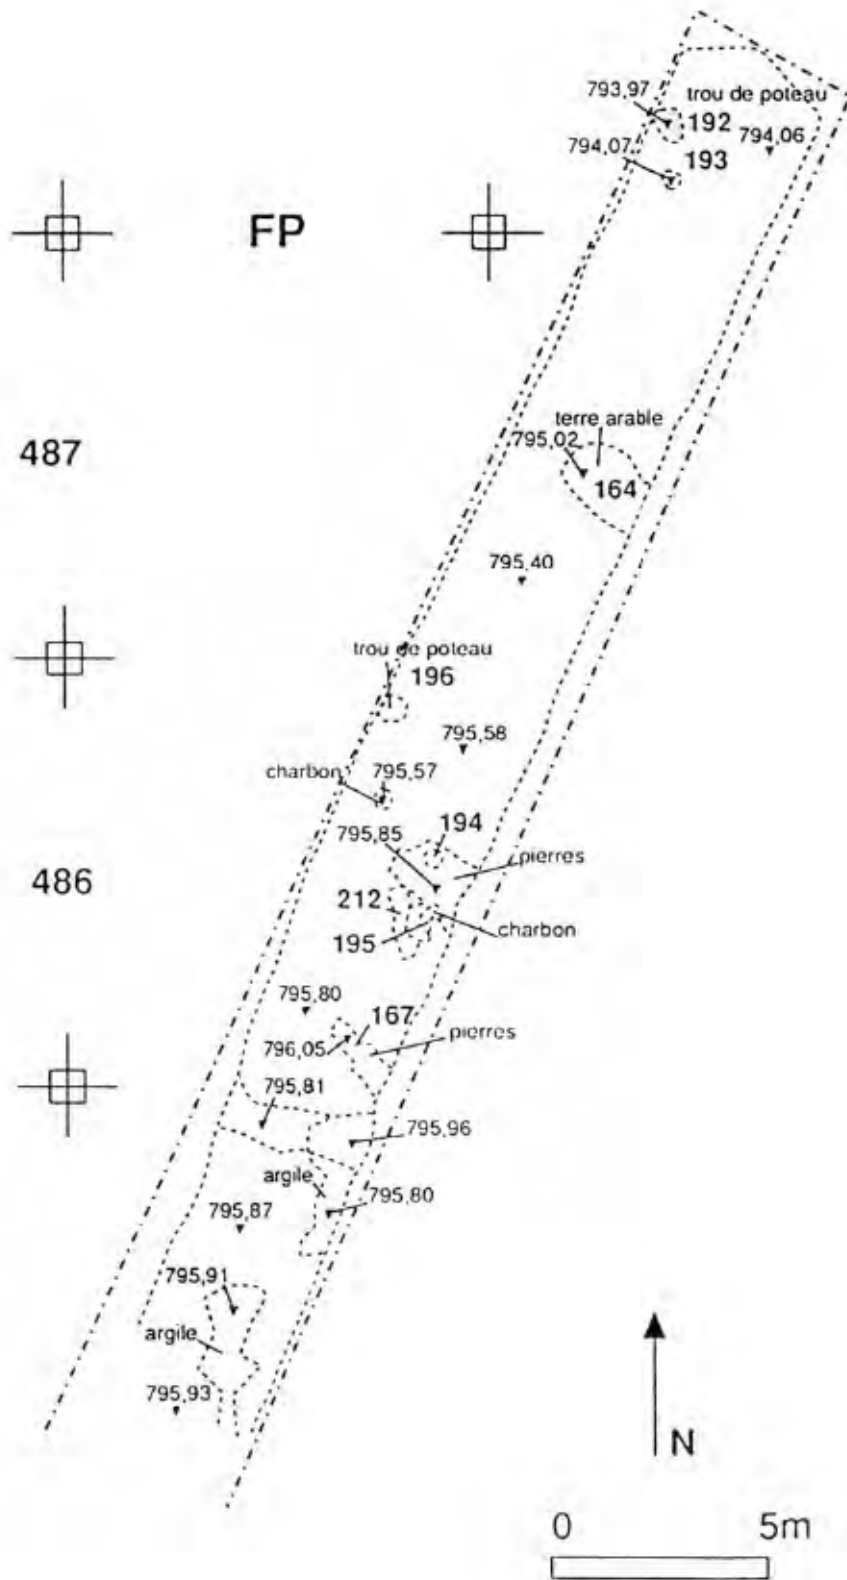 793,97
trou de poteau
192
794,06
794,07
193
FP
487
terre arable
795,02
164
795,40
trou de poteau
196
795,58
charbon
795,57
194
795,85
pierres
486
212
195
charbon
795,80
167
796,05
pierres
795,81
795,96
argile
795,80
795,87
795,91
argile
795,93
N
0 5m